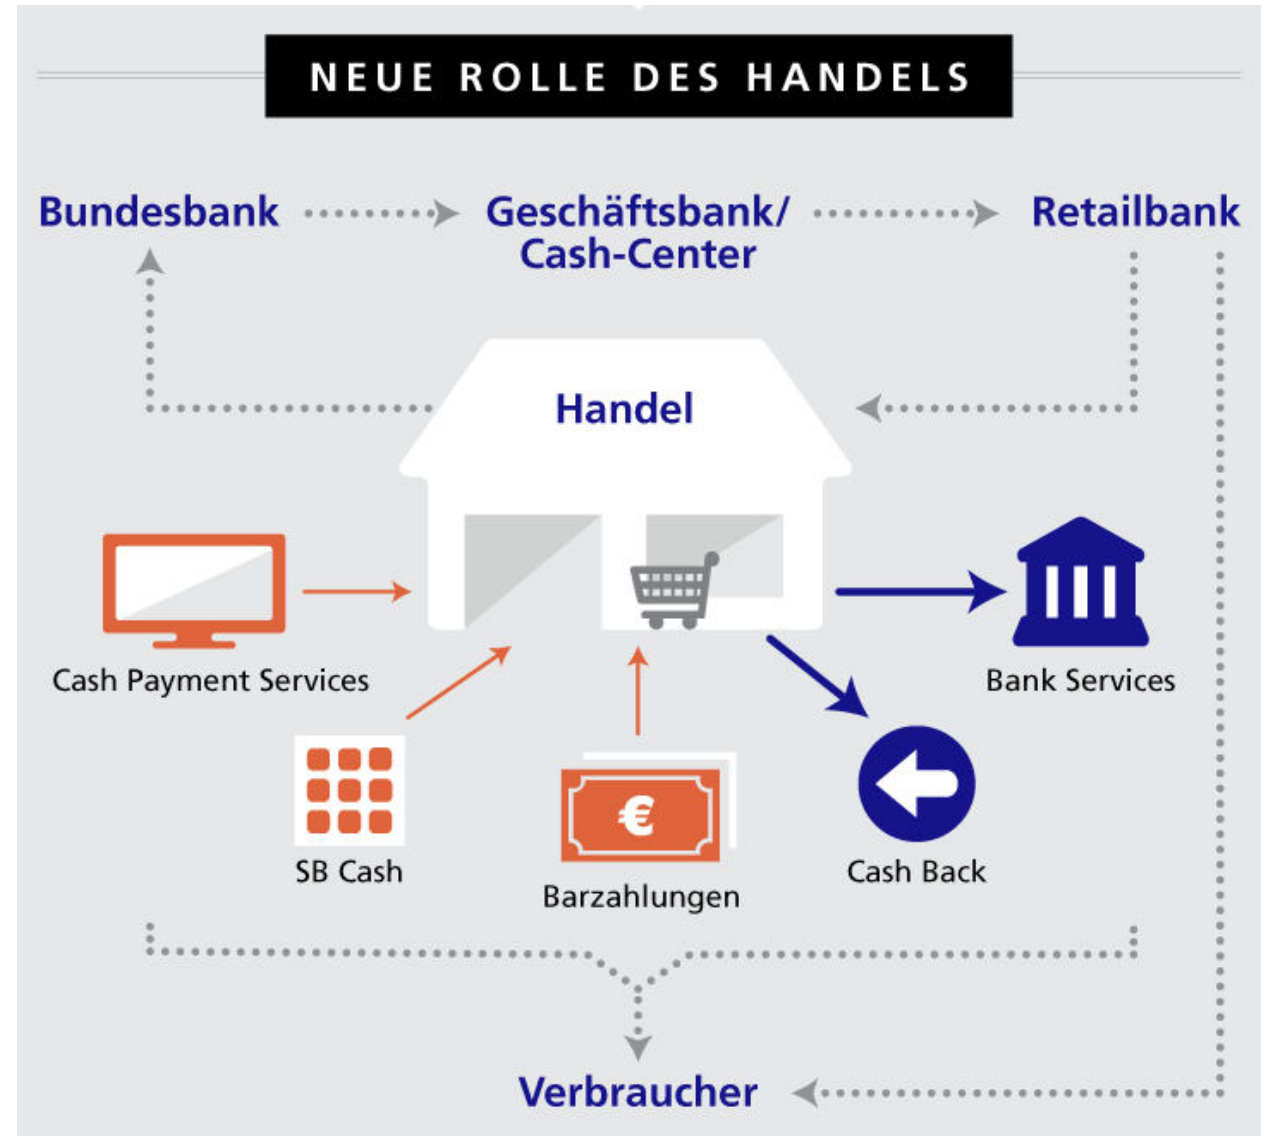 NEUE ROLLE DES HANDELS
Bundesbank
Geschäftsbank/
Cash-Center
Retailbank
Handel
Cash Payment Services
Bank Services
SB Cash
€
Barzahlungen
Cash Back
Verbraucher